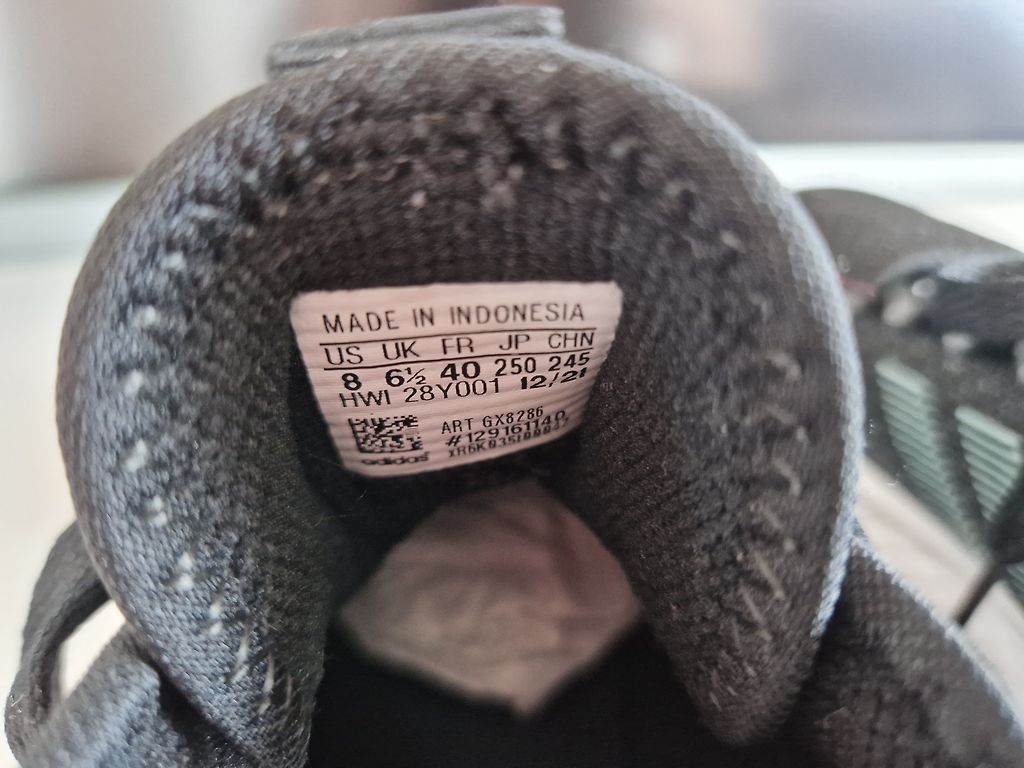 MADE IN INDONESIA
US UK FR JP CHN
8 6½ 40 250 245
HWI 28Y001 12/21
ART GX8286
#129161140
adidas